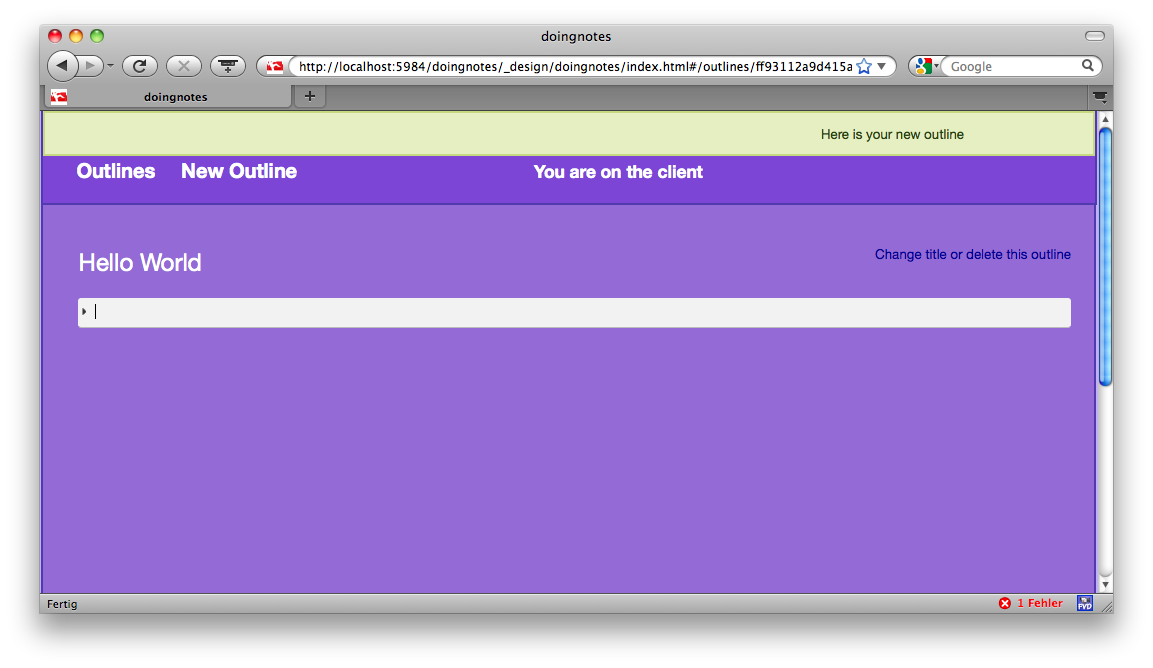 doingnotes
http://localhost:5984/doingnotes/_design/doingnotes/index.html#/outlines/ff93112a9d415a
Google
doingnotes
Here is your new outline
Outlines New Outline You are on the client
Hello World
Change title or delete this outline
Fertig
1 Fehler
FVD